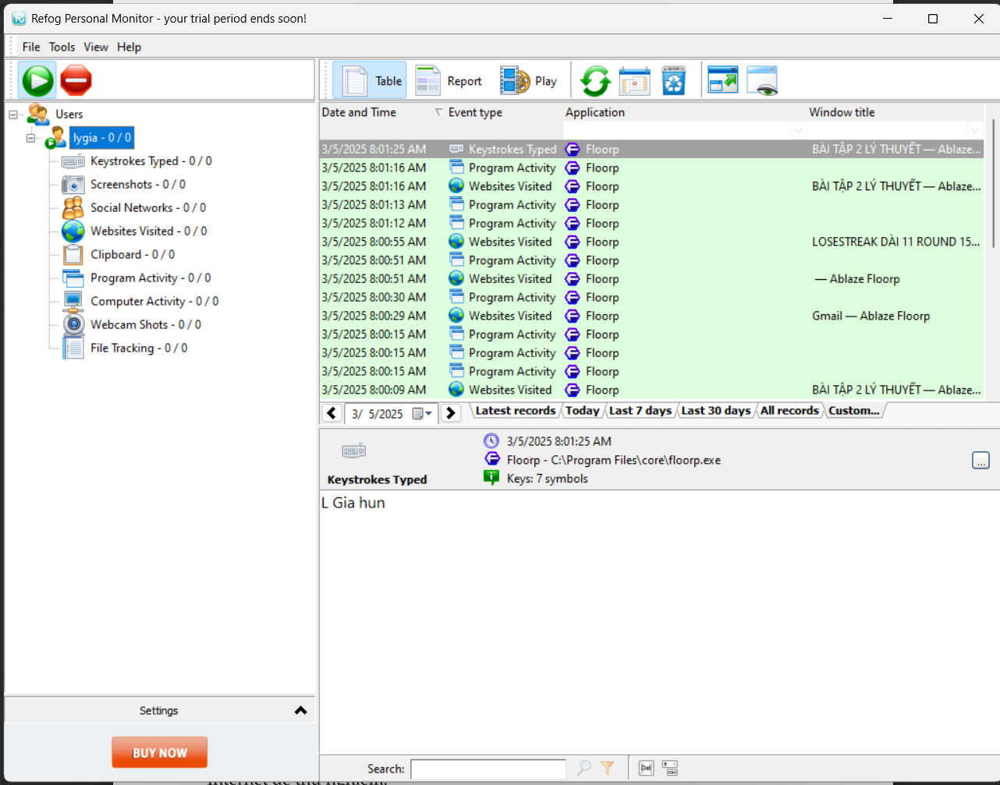 Refog Personal Monitor - your trial period ends soon!
File Tools View Help
Table Report Play
Users
lygia - 0 / 0
Keystrokes Typed - 0 / 0
Screenshots - 0 / 0
Social Networks - 0 / 0
Websites Visited - 0 / 0
Clipboard - 0 / 0
Program Activity - 0 / 0
Computer Activity - 0 / 0
Webcam Shots - 0 / 0
File Tracking - 0 / 0
Settings
BUY NOW
Date and Time Event type Application Window title
3/5/2025 8:01:25 AM Keystrokes Typed Floorp BÀI TẬP 2 LÝ THUYẾT — Ablaze...
3/5/2025 8:01:16 AM Program Activity Floorp
3/5/2025 8:01:16 AM Websites Visited Floorp BÀI TẬP 2 LÝ THUYẾT — Ablaze...
3/5/2025 8:01:13 AM Program Activity Floorp
3/5/2025 8:01:12 AM Program Activity Floorp
3/5/2025 8:00:55 AM Websites Visited Floorp LOSESTREAK DÀI 11 ROUND 15...
3/5/2025 8:00:51 AM Program Activity Floorp
3/5/2025 8:00:51 AM Websites Visited Floorp — Ablaze Floorp
3/5/2025 8:00:30 AM Program Activity Floorp
3/5/2025 8:00:29 AM Websites Visited Floorp Gmail — Ablaze Floorp
3/5/2025 8:00:15 AM Program Activity Floorp
3/5/2025 8:00:15 AM Program Activity Floorp
3/5/2025 8:00:15 AM Program Activity Floorp
3/5/2025 8:00:09 AM Websites Visited Floorp BÀI TẬP 2 LÝ THUYẾT — Ablaze...
3/ 5/2025 Latest records Today Last 7 days Last 30 days All records Custom...
3/5/2025 8:01:25 AM
Floorp - C:\Program Files\core\floorp.exe
...
Keystrokes Typed Keys: 7 symbols
L Gia hun
Search:
Del
Ctrl